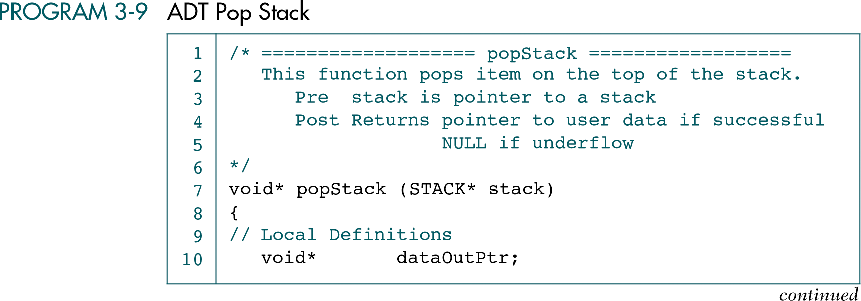 PROGRAM 3-9 ADT Pop Stack
1 /* =================== popStack ==================
2 This function pops item on the top of the stack.
3 Pre stack is pointer to a stack
4 Post Returns pointer to user data if successful
5 NULL if underflow
6 */
7 void* popStack (STACK* stack)
8 {
9 // Local Definitions
10 void* dataOutPtr;
continued